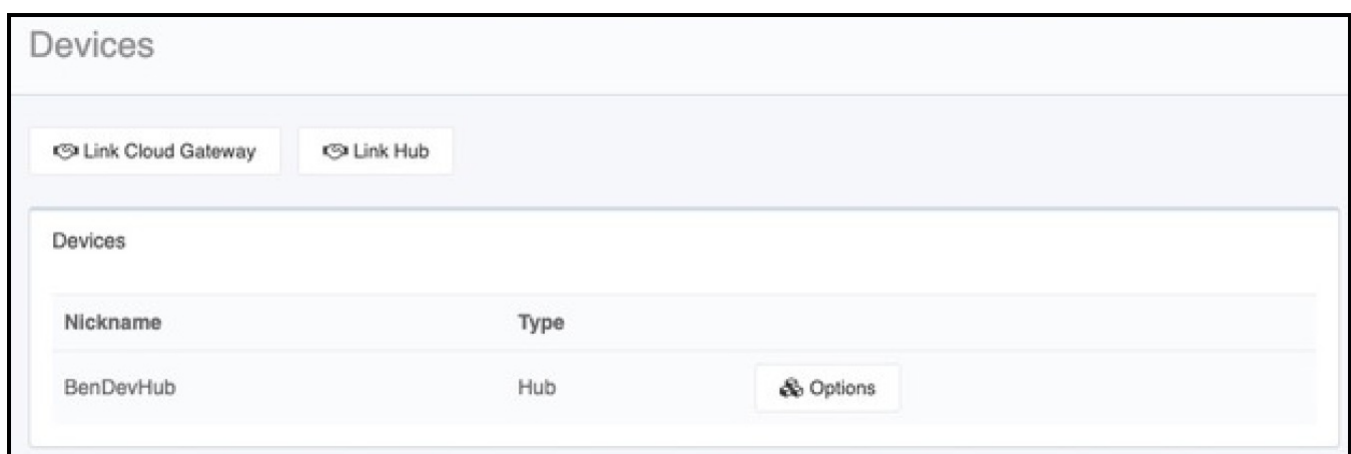 Devices
Link Cloud Gateway Link Hub
Devices
Nickname Type
BenDevHub Hub Options